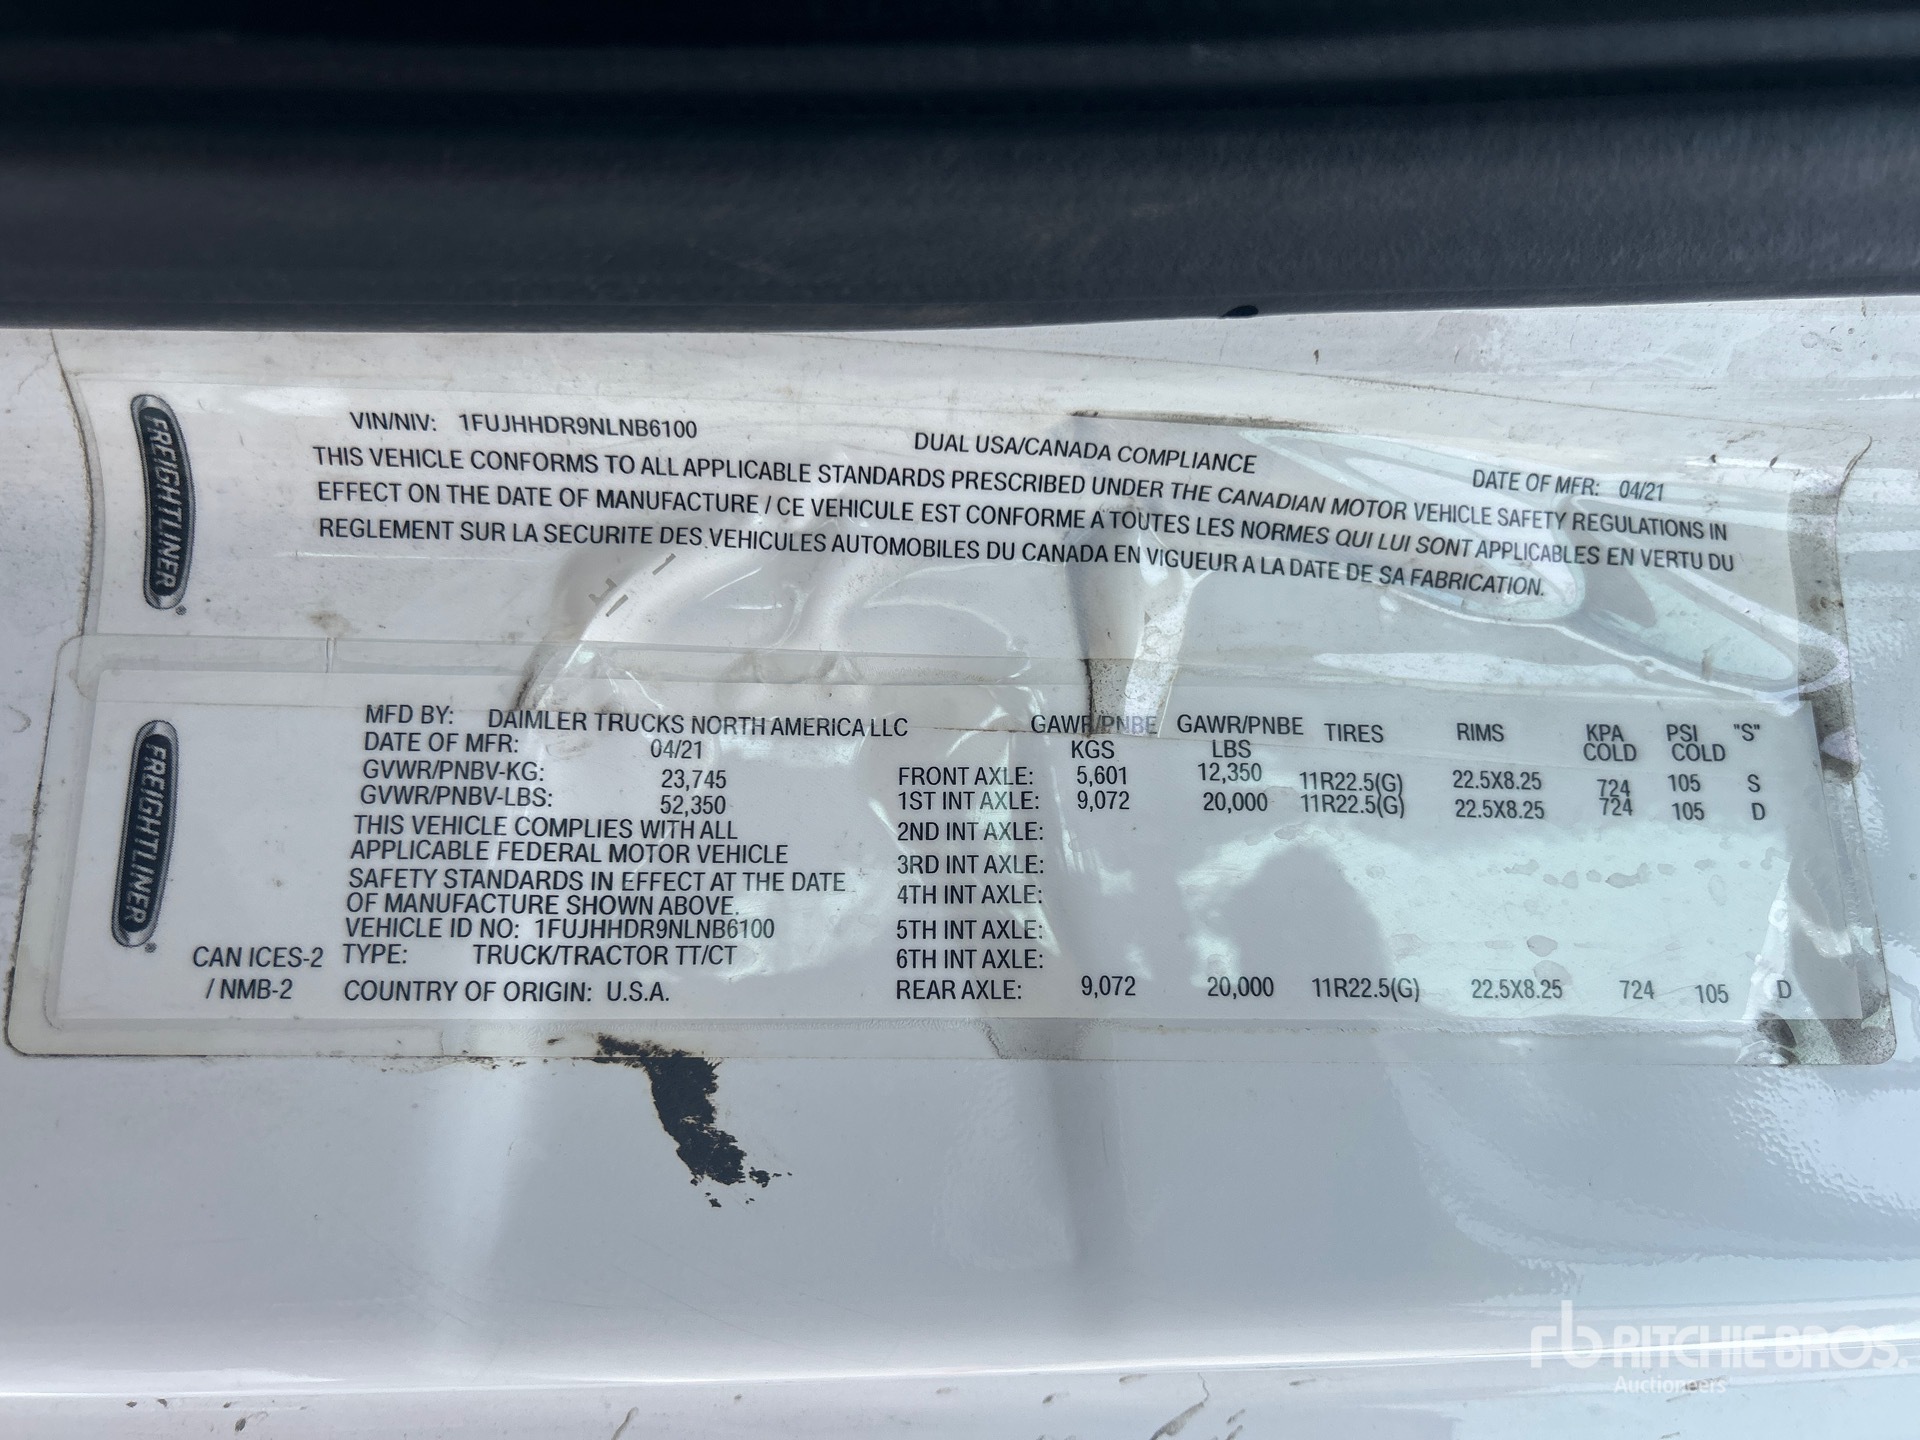 FREIGHTLINER
VIN/NIV: 1FUJHHDR9NLNB6100
DUAL USA/CANADA COMPLIANCE
DATE OF MFR: 04/21
THIS VEHICLE CONFORMS TO ALL APPLICABLE STANDARDS PRESCRIBED UNDER THE CANADIAN MOTOR VEHICLE SAFETY REGULATIONS IN
EFFECT ON THE DATE OF MANUFACTURE / CE VEHICULE EST CONFORME A TOUTES LES NORMES QUI LUI SONT APPLICABLES EN VERTU DU
REGLEMENT SUR LA SECURITE DES VEHICULES AUTOMOBILES DU CANADA EN VIGUEUR A LA DATE DE SA FABRICATION.
FREIGHTLINER
CAN ICES-2
/ NMB-2
MFD BY: DAIMLER TRUCKS NORTH AMERICA LLC
DATE OF MFR: 04/21
GVWR/PNBV-KG: 23,745
GVWR/PNBV-LBS: 52,350
THIS VEHICLE COMPLIES WITH ALL
APPLICABLE FEDERAL MOTOR VEHICLE
SAFETY STANDARDS IN EFFECT AT THE DATE
OF MANUFACTURE SHOWN ABOVE.
VEHICLE ID NO: 1FUJHHDR9NLNB6100
TYPE: TRUCK/TRACTOR TT/CT
COUNTRY OF ORIGIN: U.S.A.
GAWR/PNBE GAWR/PNBE TIRES RIMS KPA PSI "S"
KGS LBS COLD COLD
FRONT AXLE: 5,601 12,350 11R22.5(G) 22.5X8.25 724 105 S
1ST INT AXLE: 9,072 20,000 11R22.5(G) 22.5X8.25 724 105 D
2ND INT AXLE:
3RD INT AXLE:
4TH INT AXLE:
5TH INT AXLE:
6TH INT AXLE:
REAR AXLE: 9,072 20,000 11R22.5(G) 22.5X8.25 724 105 D
rb RITCHIE BROS.
Auctioneers